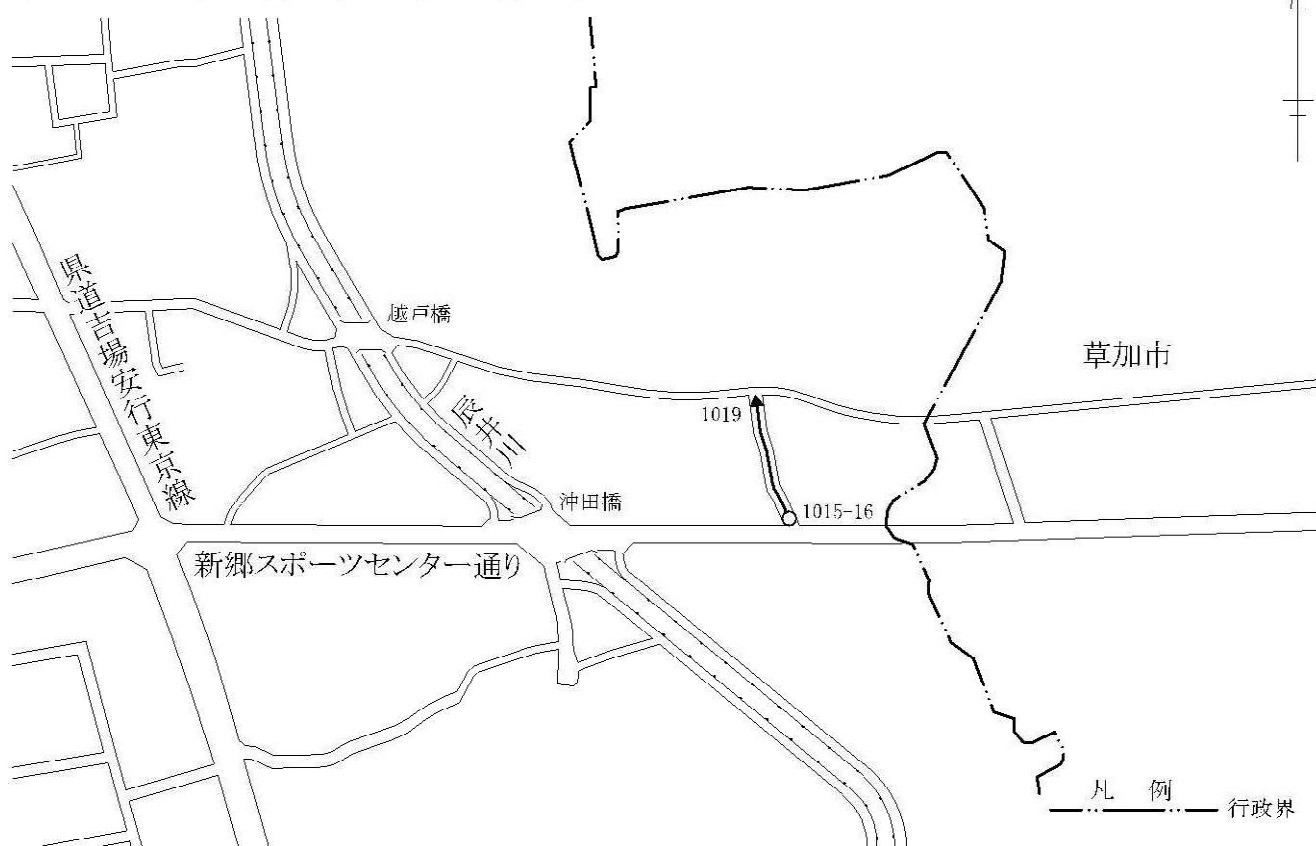 県道吉場安行東京線
越戸橋
草加市
1019
辰井川
沖田橋
1015-16
新郷スポーツセンター通り
凡例
行政界